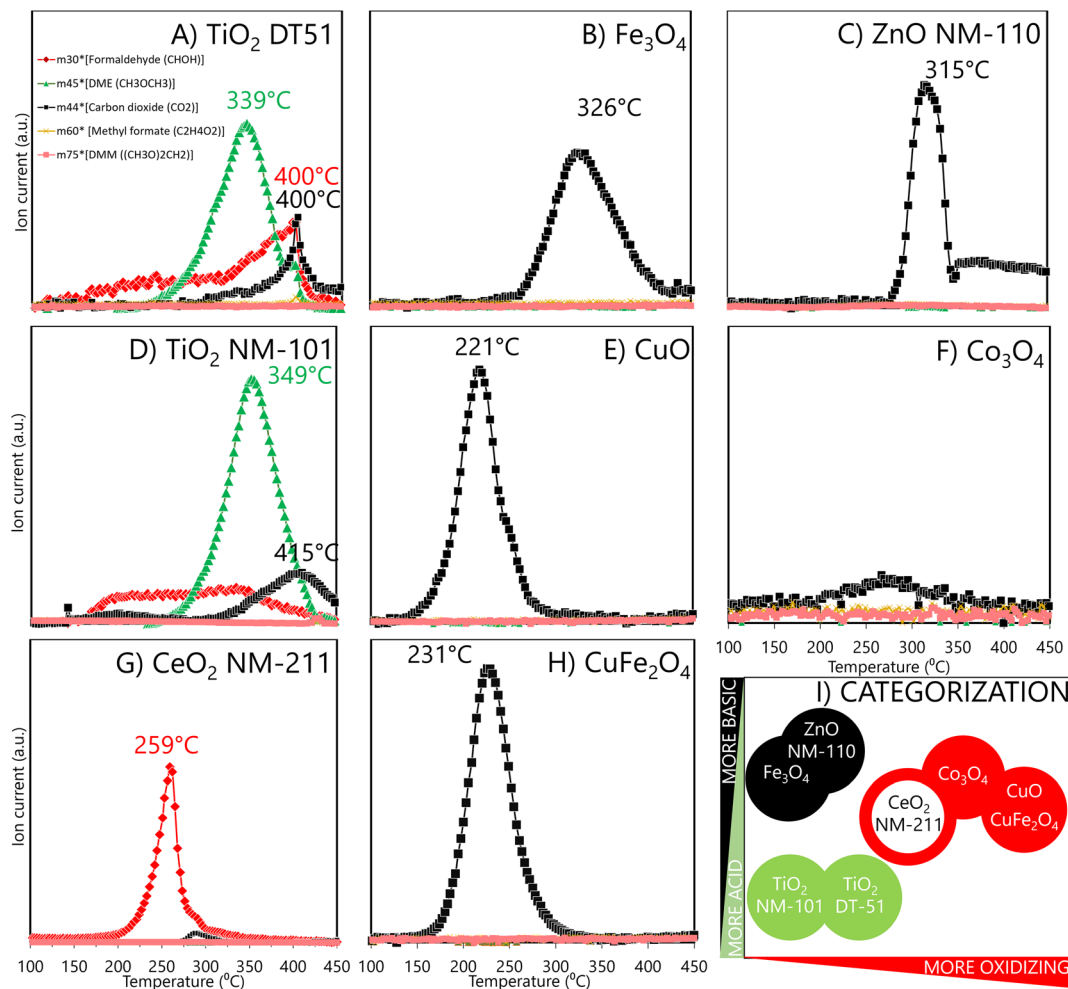 A) TiO₂ DT51
m30*[Formaldehyde (CHOH)]
m45*[DME (CH3OCH3)]
m44*[Carbon dioxide (CO2)]
m60* [Methyl formate (C2H4O2)]
m75*[DMM ((CH3O)2CH2)]
339°C
400°C
400°C
Ion current (a.u.)
B) Fe₃O₄
326°C
C) ZnO NM-110
315°C
D) TiO₂ NM-101
349°C
415°C
Ion current (a.u.)
E) CuO
221°C
F) Co₃O₄
100 150 200 250 300 350 400 450
Temperature (⁰C)
G) CeO₂ NM-211
259°C
Ion current (a.u.)
100 150 200 250 300 350 400 450
Temperature (⁰C)
H) CuFe₂O₄
231°C
100 150 200 250 300 350 400 450
Temperature (⁰C)
I) CATEGORIZATION
MORE BASIC
MORE ACID
ZnO
NM-110
Fe₃O₄
Co₃O₄
CuO
CuFe₂O₄
CeO₂
NM-211
TiO₂
NM-101
TiO₂
DT-51
MORE OXIDIZING